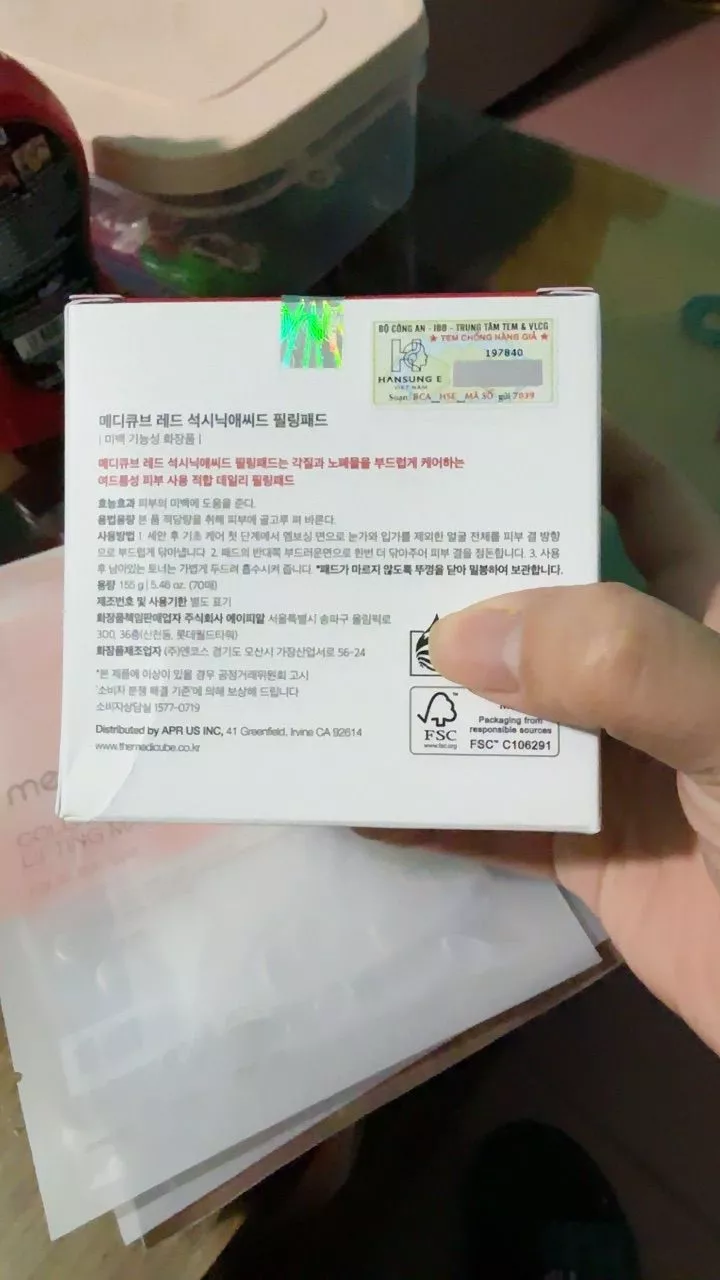 BỘ CÔNG AN - IBB - TRUNG TÂM TEM & VLCG
★ TEM CHỐNG HÀNG GIẢ ★
197840
HANSUNG E
VIỆT NAM
Soạn: BCA_HSE_MÃ SỐ gửi 7039
메디큐브 레드 석시닉애씨드 필링패드
| 미백 기능성 화장품 |
메디큐브 레드 석시닉애씨드 필링패드는 각질과 노폐물을 부드럽게 케어하는
여드름성 피부 사용 적합 데일리 필링패드
효능효과 피부의 미백에 도움을 준다.
용법용량 본 품 적당량을 취해 피부에 골고루 펴 바른다.
사용방법 1. 세안 후 기초 케어 첫 단계에서 엠보싱 면으로 눈가와 입가를 제외한 얼굴 전체를 피부 결 방향
으로 부드럽게 닦아냅니다. 2. 패드의 반대쪽 부드러운면으로 한번 더 닦아주어 피부 결을 정돈합니다. 3. 사용
후 남아있는 토너는 가볍게 두드려 흡수시켜 줍니다. *패드가 마르지 않도록 뚜껑을 닫아 밀봉하여 보관합니다.
용량 155 g | 5.46 oz. (70매)
제조번호 및 사용기한 별도 표기
화장품책임판매업자 주식회사 에이피알 서울특별시 송파구 올림픽로
300, 36층(신천동, 롯데월드타워)
화장품제조업자 (주)엔코스 경기도 오산시 가장산업서로 56-24
*본 제품에 이상이 있을 경우 공정거래위원회 고시
'소비자 분쟁 해결 기준'에 의해 보상해 드립니다
소비자상담실 1577-0719
Distributed by APR US INC, 41 Greenfield, Irvine CA 92614
www.themedicube.co.kr
FSC
www.fsc.org
Packaging from
responsible sources
FSC™ C106291
me